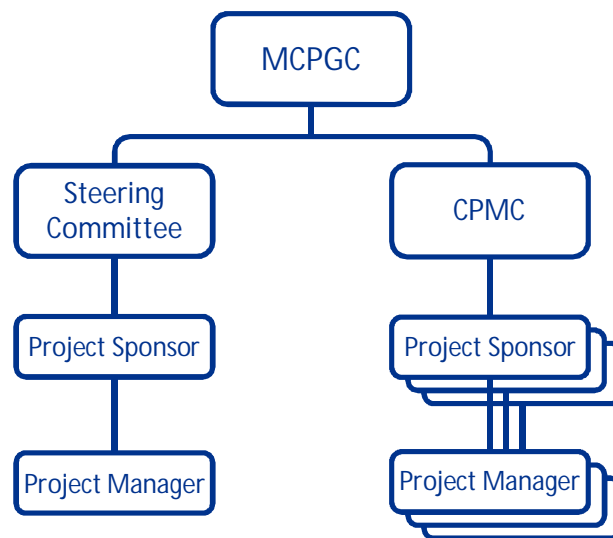 MCPGC
Steering
Committee
CPMC
Project Sponsor
Project Sponsor
Project Manager
Project Manager